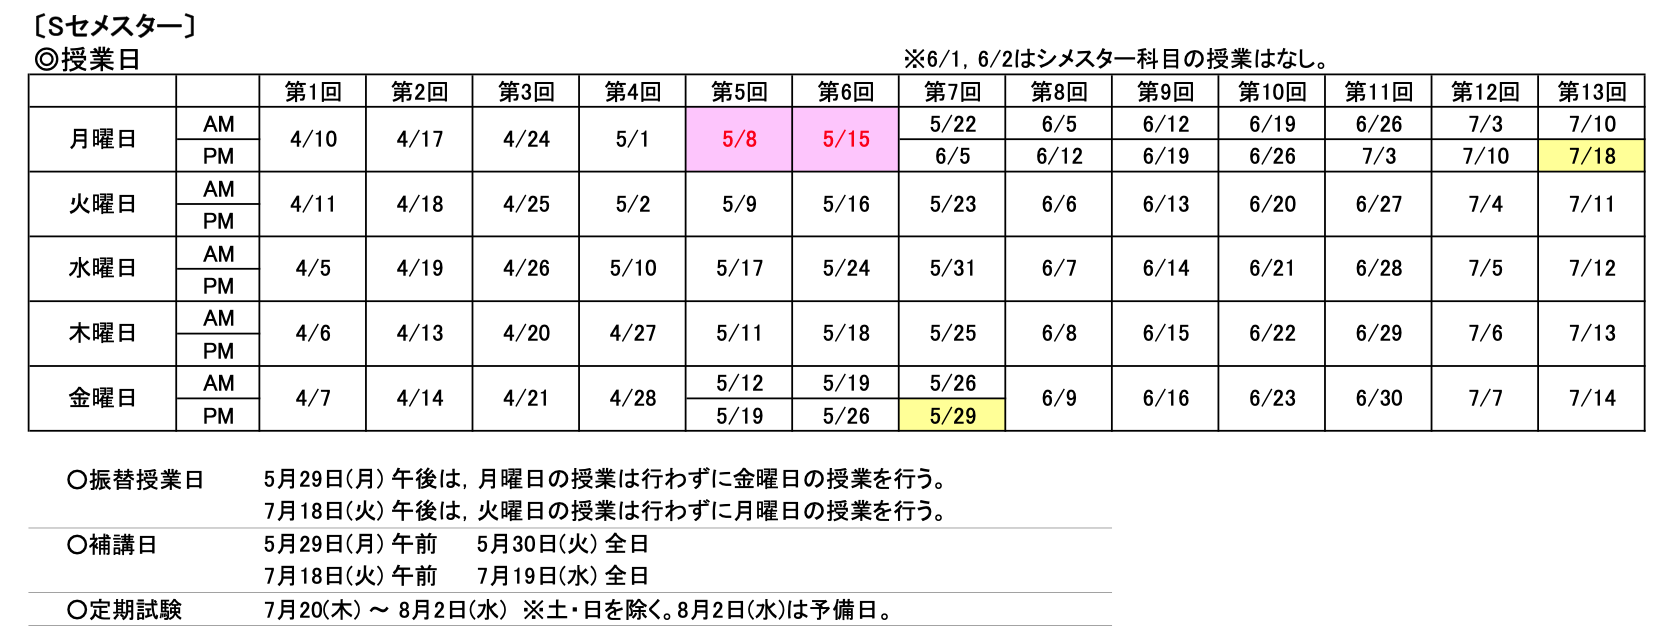 〔Sセメスター〕
◎授業日 ※6/1, 6/2はシメスター科目の授業はなし。
第1回 第2回 第3回 第4回 第5回 第6回 第7回 第8回 第9回 第10回 第11回 第12回 第13回
月曜日 AM 4/10 4/17 4/24 5/1 5/8 5/15 5/22 6/5 6/12 6/19 6/26 7/3 7/10
PM 6/5 6/12 6/19 6/26 7/3 7/10 7/18
火曜日 AM 4/11 4/18 4/25 5/2 5/9 5/16 5/23 6/6 6/13 6/20 6/27 7/4 7/11
PM
水曜日 AM 4/5 4/19 4/26 5/10 5/17 5/24 5/31 6/7 6/14 6/21 6/28 7/5 7/12
PM
木曜日 AM 4/6 4/13 4/20 4/27 5/11 5/18 5/25 6/8 6/15 6/22 6/29 7/6 7/13
PM
金曜日 AM 4/7 4/14 4/21 4/28 5/12 5/19 5/26 6/9 6/16 6/23 6/30 7/7 7/14
PM 5/19 5/26 5/29
○振替授業日 5月29日(月) 午後は, 月曜日の授業は行わずに金曜日の授業を行う。
7月18日(火) 午後は, 火曜日の授業は行わずに月曜日の授業を行う。
○補講日 5月29日(月) 午前 5月30日(火) 全日
7月18日(火) 午前 7月19日(水) 全日
○定期試験 7月20(木) ～ 8月2日(水) ※土・日を除く。8月2日(水)は予備日。